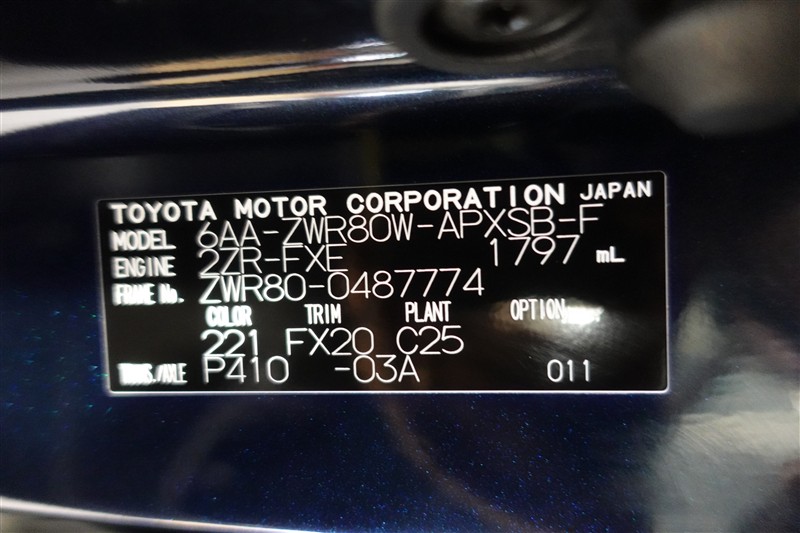 TOYOTA MOTOR CORPORATION JAPAN
MODEL 6AA-ZWR80W-APXSB-F
ENGINE 2ZR-FXE 1797 mL
FRAME No. ZWR80-0487774
COLOR TRIM PLANT OPTION
221 FX20 C25
TRANS./AXLE P410 -03A 011